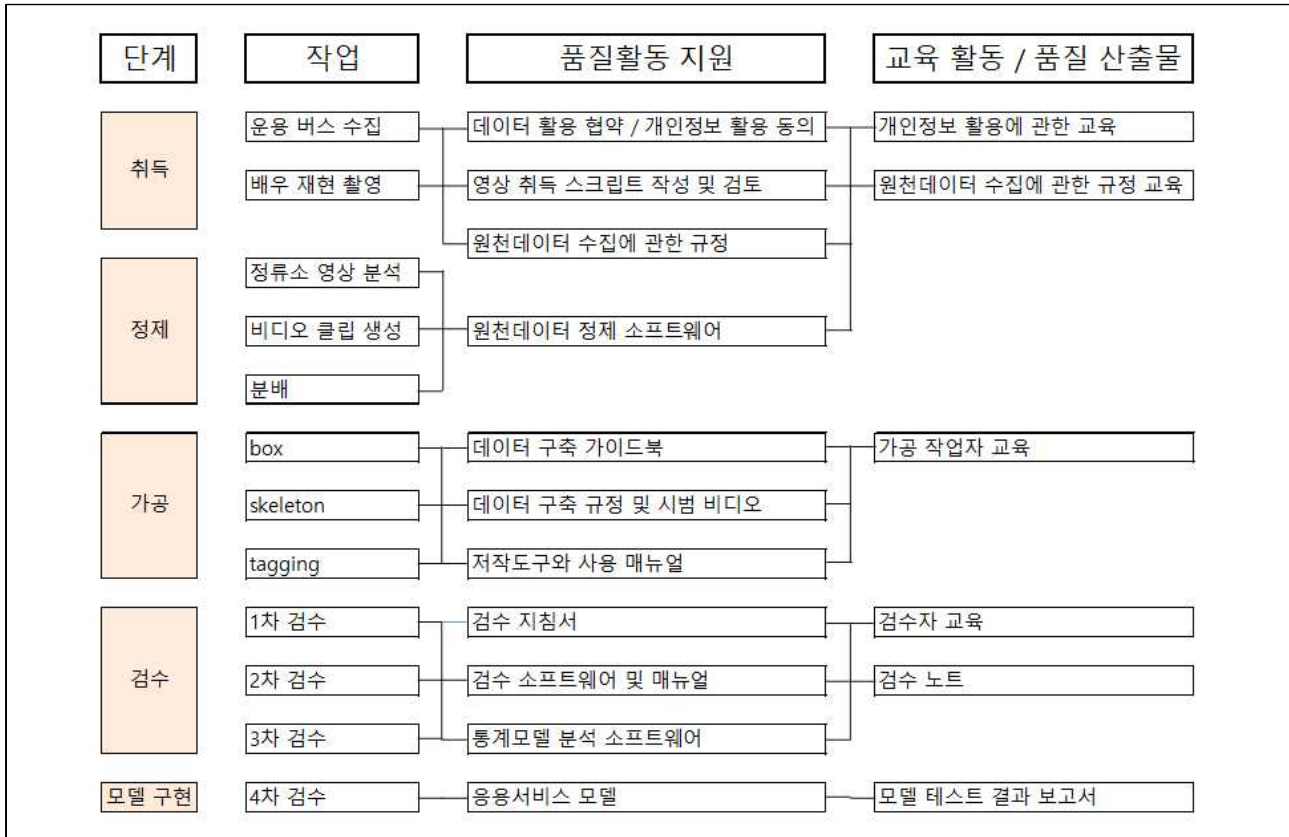 단계
작업
품질활동 지원
교육 활동 / 품질 산출물
취득
운용 버스 수집
데이터 활용 협약 / 개인정보 활용 동의
개인정보 활용에 관한 교육
배우 재현 촬영
영상 취득 스크립트 작성 및 검토
원천데이터 수집에 관한 규정 교육
원천데이터 수집에 관한 규정
정제
정류소 영상 분석
비디오 클립 생성
원천데이터 정제 소프트웨어
분배
가공
box
데이터 구축 가이드북
가공 작업자 교육
skeleton
데이터 구축 규정 및 시범 비디오
tagging
저작도구와 사용 매뉴얼
검수
1차 검수
검수 지침서
검수자 교육
2차 검수
검수 소프트웨어 및 매뉴얼
검수 노트
3차 검수
통계모델 분석 소프트웨어
모델 구현
4차 검수
응용서비스 모델
모델 테스트 결과 보고서